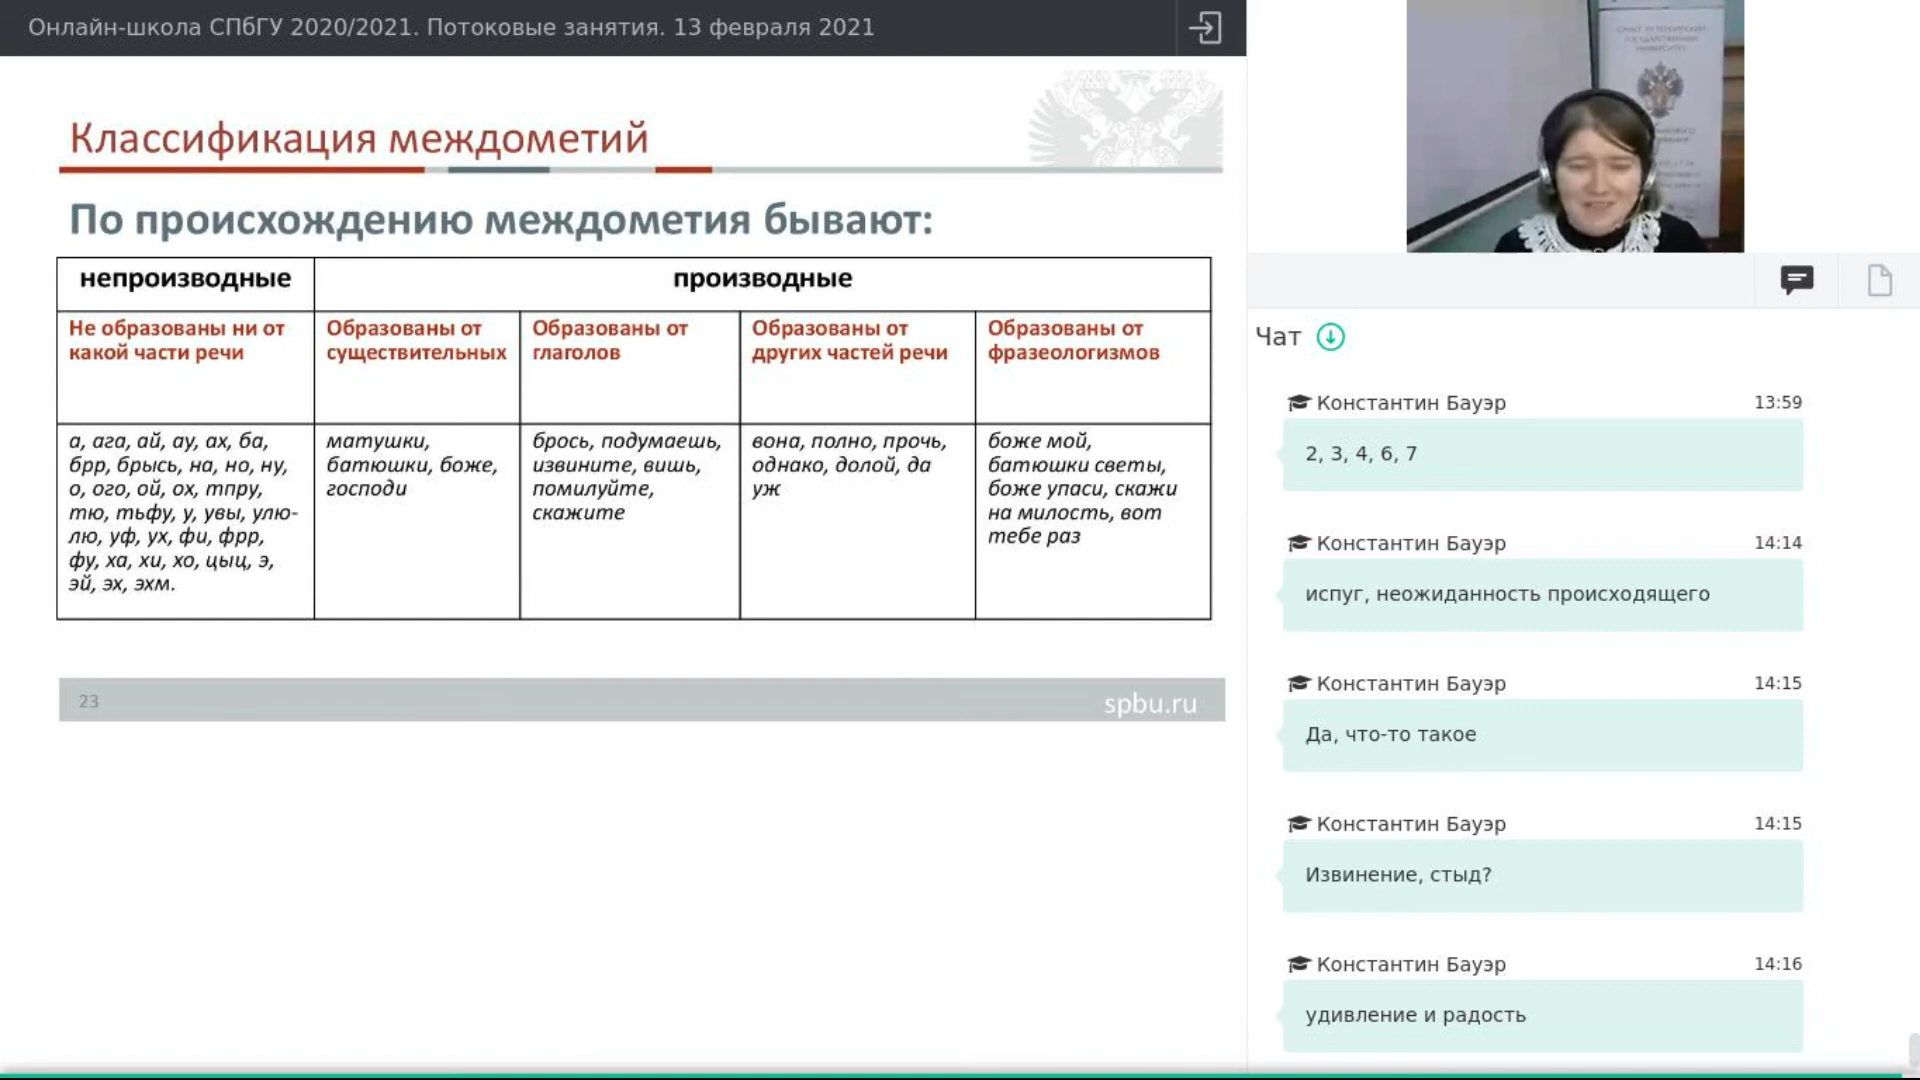 Онлайн-школа СПбГУ 2020/2021. Потоковые занятия. 13 февраля 2021
Классификация междометий
По происхождению междометия бывают:
непроизводные
производные
Не образованы ни от
какой части речи
Образованы от
существительных
Образованы от
глаголов
Образованы от
других частей речи
Образованы от
фразеологизмов
а, ага, ай, ау, ах, ба,
брр, брысь, на, но, ну,
о, ого, ой, ох, тпру,
тю, тьфу, у, увы, улю-
лю, уф, ух, фи, фрр,
фу, ха, хи, хо, цыц, э,
эй, эх, эхм.
матушки,
батюшки, боже,
господи
брось, подумаешь,
извините, вишь,
помилуйте,
скажите
вона, полно, прочь,
однако, долой, да
уж
боже мой,
батюшки светы,
боже упаси, скажи
на милость, вот
тебе раз
23
spbu.ru
Чат
Константин Бауэр 13:59
2, 3, 4, 6, 7
Константин Бауэр 14:14
испуг, неожиданность происходящего
Константин Бауэр 14:15
Да, что-то такое
Константин Бауэр 14:15
Извинение, стыд?
Константин Бауэр 14:16
удивление и радость